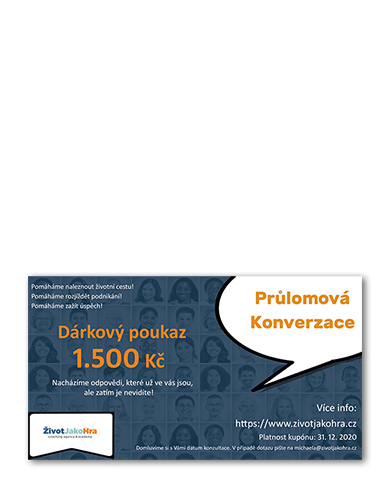 Pomáháme naleznout životní cestu!
Pomáháme rozjíždět podnikání!
Pomáháme zažít úspěch!
Průlomová
Konverzace
Dárkový poukaz
1.500 Kč
Nacházíme odpovědi, které už ve vás jsou,
ale zatím je nevidíte!
Více info:
https://www.zivotjakohra.cz
Platnost kupónu: 31. 12. 2020
Domluvíme si s Vámi datum konzultace. V případě dotazu pište na michaela@zivotjakohra.cz
ŽivotJakoHra
coaching agency & academy